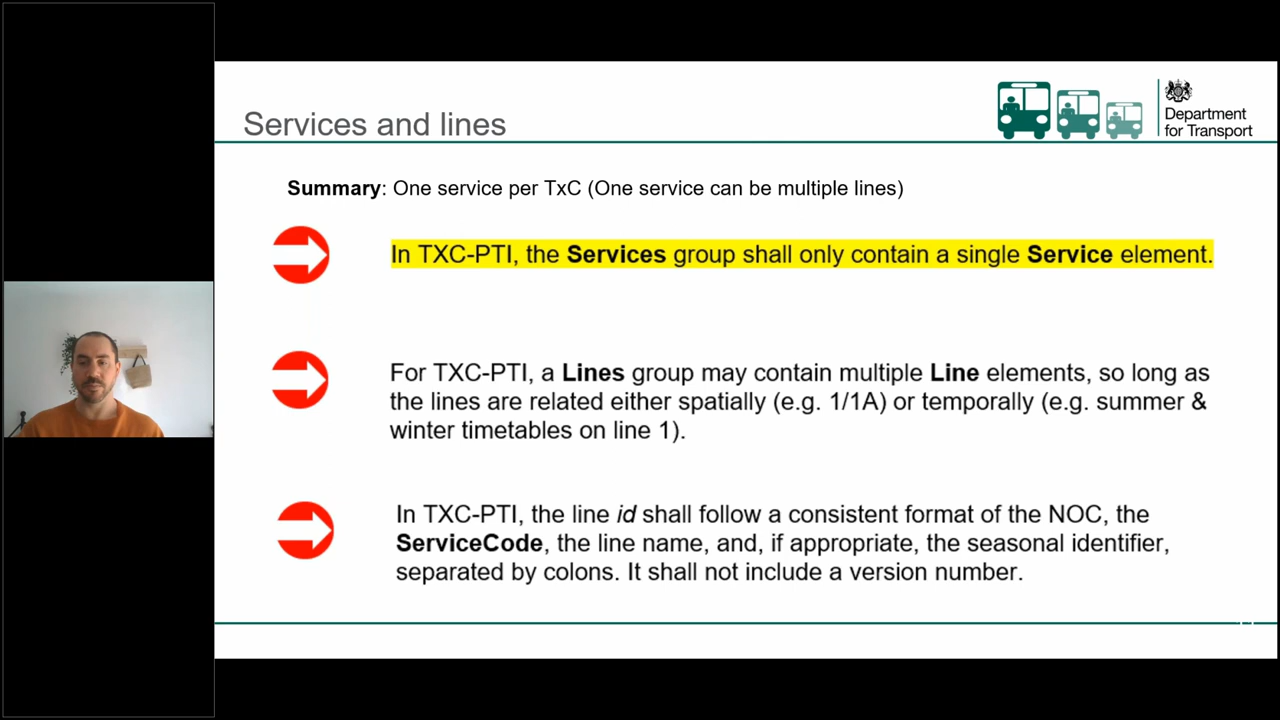 Services and lines
Department
for Transport
Summary: One service per TxC (One service can be multiple lines)
In TXC-PTI, the Services group shall only contain a single Service element.
For TXC-PTI, a Lines group may contain multiple Line elements, so long as
the lines are related either spatially (e.g. 1/1A) or temporally (e.g. summer &
winter timetables on line 1).
In TXC-PTI, the line id shall follow a consistent format of the NOC, the
ServiceCode, the line name, and, if appropriate, the seasonal identifier,
separated by colons. It shall not include a version number.